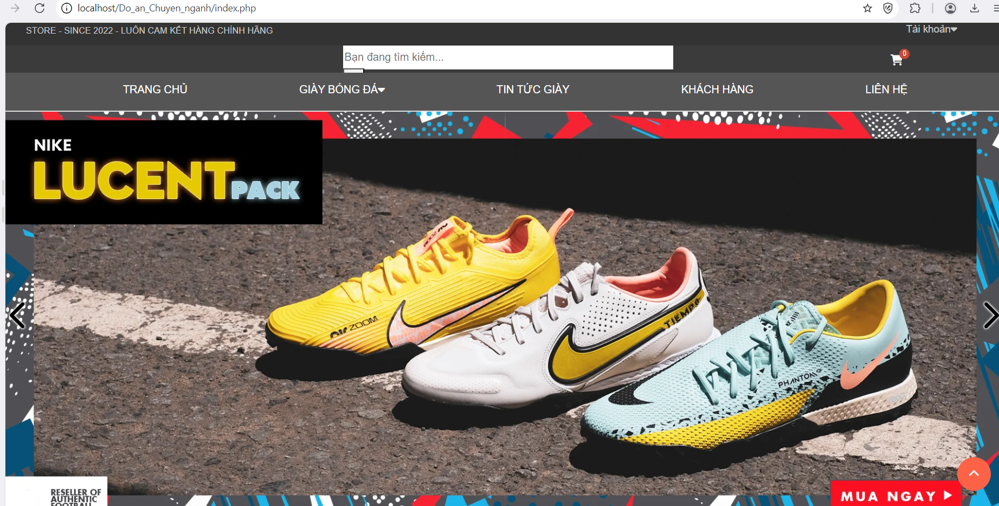 localhost/Do_an_Chuyen_nganh/index.php
STORE - SINCE 2022 - LUÔN CAM KẾT HÀNG CHÍNH HÃNG
Tài khoản
Bạn đang tìm kiếm...
0
TRANG CHỦ
GIÀY BÓNG ĐÁ
TIN TỨC GIÀY
KHÁCH HÀNG
LIÊN HỆ
NIKE
LUCENT PACK
ZOOM
ZOOM
TIEMPO
PHANTOM
RESELLER OF
AUTHENTIC
FOOTBALL
MUA NGAY